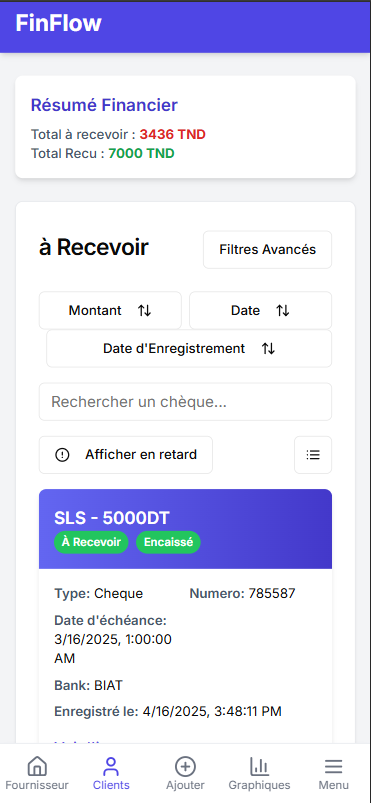 FinFlow
Résumé Financier
Total à recevoir : 3436 TND
Total Recu : 7000 TND
à Recevoir
Filtres Avancés
Montant
Date
Date d'Enregistrement
Rechercher un chèque...
Afficher en retard
SLS - 5000DT
À Recevoir
Encaissé
Type: Cheque
Numero: 785587
Date d'échéance:
3/16/2025, 1:00:00
AM
Bank: BIAT
Enregistré le: 4/16/2025, 3:48:11 PM
Fournisseur
Clients
Ajouter
Graphiques
Menu